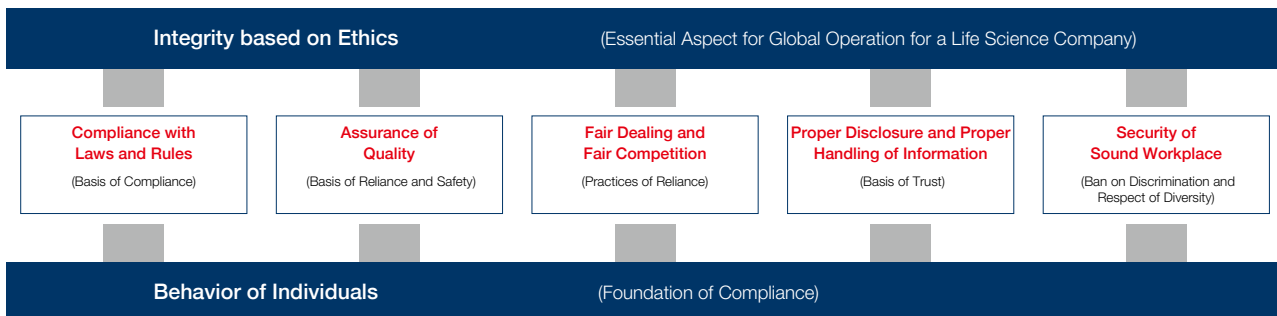 Integrity based on Ethics (Essential Aspect for Global Operation for a Life Science Company)
Compliance with
Laws and Rules
(Basis of Compliance)
Assurance of
Quality
(Basis of Reliance and Safety)
Fair Dealing and
Fair Competition
(Practices of Reliance)
Proper Disclosure and Proper
Handling of Information
(Basis of Trust)
Security of
Sound Workplace
(Ban on Discrimination and
Respect of Diversity)
Behavior of Individuals (Foundation of Compliance)